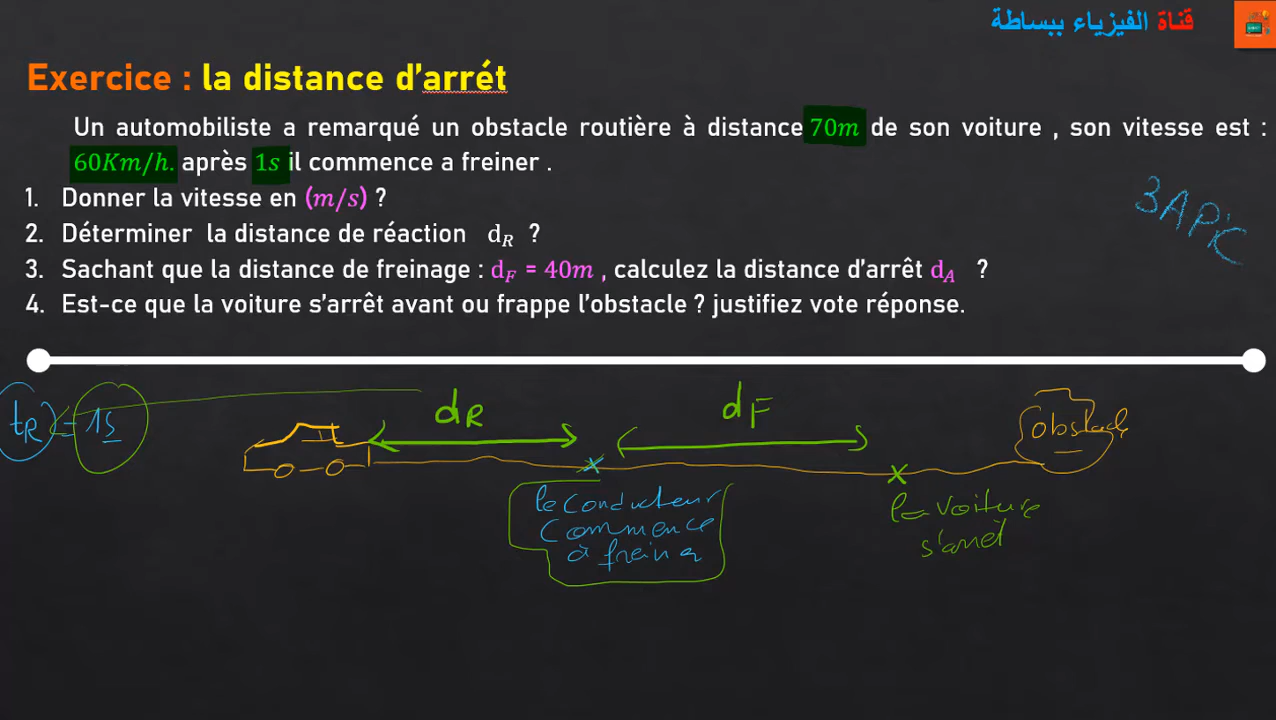 قناة الفيزياء ببساطة
Exercice : la distance d'arrét
Un automobiliste a remarqué un obstacle routière à distance 70m de son voiture , son vitesse est :
60Km/h. après 1s il commence a freiner .
1. Donner la vitesse en (m/s) ?
2. Déterminer la distance de réaction d_R ?
3. Sachant que la distance de freinage : d_F = 40m , calculez la distance d'arrêt d_A ?
4. Est-ce que la voiture s'arrêt avant ou frappe l'obstacle ? justifiez vote réponse.
3APIC
t_R = 1s
d_R
d_F
obstacle
le conducteur
commence
à freiner
la voiture
s'arrêt